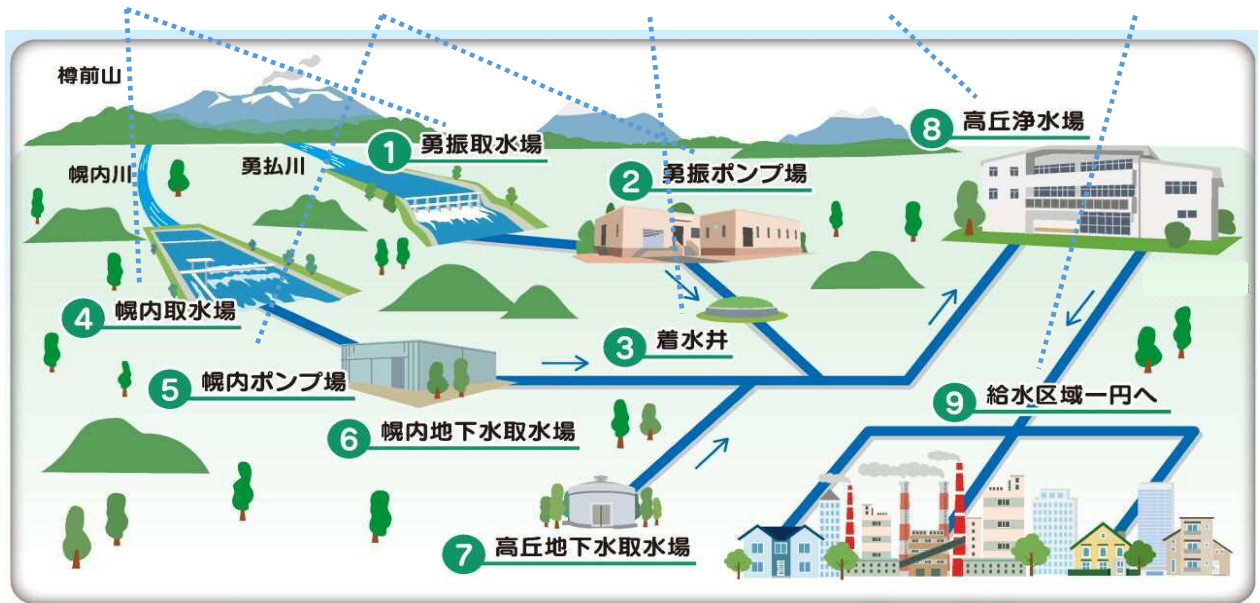 樽前山
幌内川
勇払川
1 勇振取水場
2 勇振ポンプ場
3 着水井
4 幌内取水場
5 幌内ポンプ場
6 幌内地下水取水場
7 高丘地下水取水場
8 高丘浄水場
9 給水区域一円へ